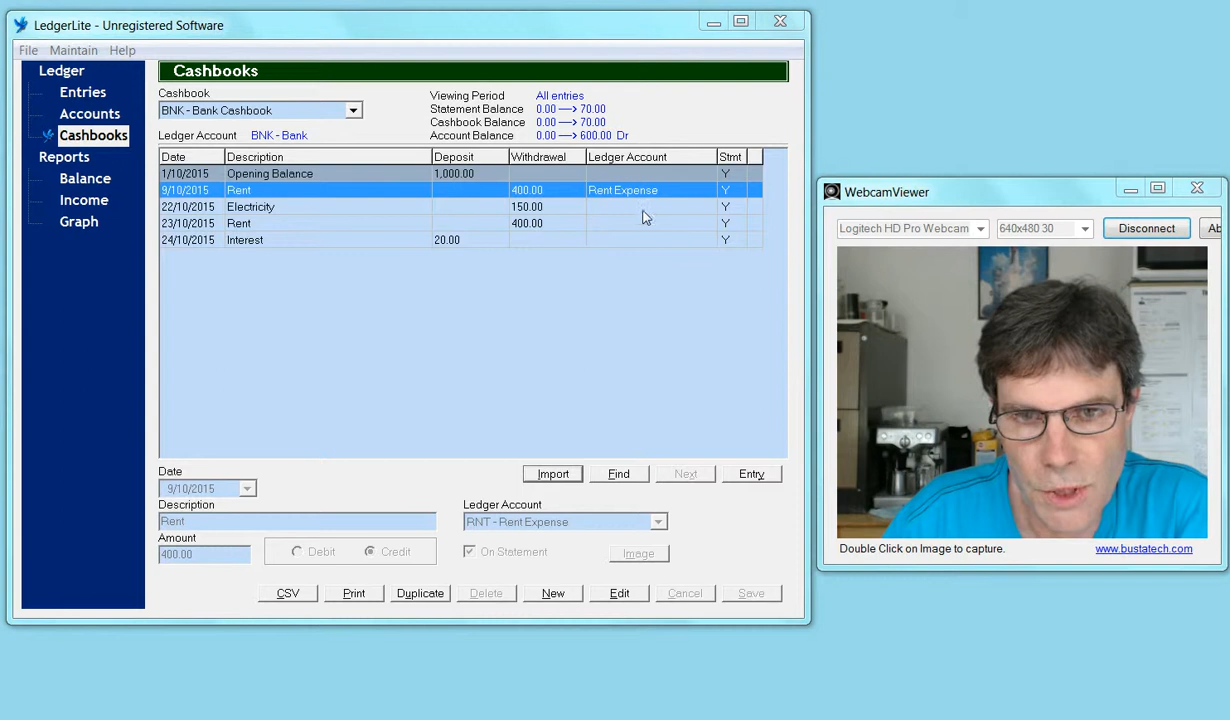 LedgerLite - Unregistered Software
File Maintain Help
Ledger
Entries
Accounts
Cashbooks
Reports
Balance
Income
Graph
Cashbooks
Cashbook
BNK - Bank Cashbook
Ledger Account BNK - Bank
Viewing Period All entries
Statement Balance 0.00 —> 70.00
Cashbook Balance 0.00 —> 70.00
Account Balance 0.00 —> 600.00 Dr
Date Description Deposit Withdrawal Ledger Account Stmt
1/10/2015 Opening Balance 1,000.00 Y
9/10/2015 Rent 400.00 Rent Expense Y
22/10/2015 Electricity 150.00 Y
23/10/2015 Rent 400.00 Y
24/10/2015 Interest 20.00 Y
Import Find Next Entry
Date
9/10/2015
Description
Rent
Ledger Account
RNT - Rent Expense
Amount
400.00
Debit Credit
On Statement
Image
CSV Print Duplicate Delete New Edit Cancel Save
WebcamViewer
Logitech HD Pro Webcam 640x480 30 Disconnect Ab
Double Click on Image to capture. www.bustatech.com